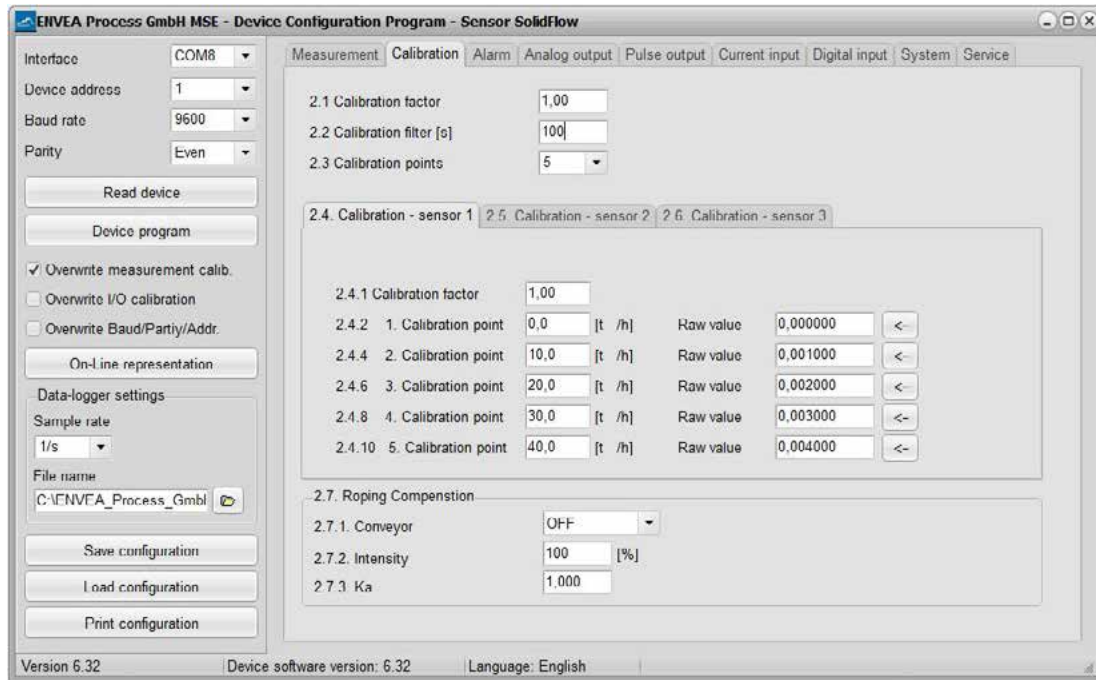 ENVEA Process GmbH MSE - Device Configuration Program - Sensor SolidFlow
Interface COM8
Device address 1
Baud rate 9600
Parity Even
Read device
Device program
Overwrite measurement calib.
Overwrite I/O calibration
Overwrite Baud/Partiy/Addr.
On-Line representation
Data-logger settings
Sample rate
1/s
File name
C:\ENVEA_Process_Gmbl
Save configuration
Load configuration
Print configuration
Measurement Calibration Alarm Analog output Pulse output Current input Digital input System Service
2.1 Calibration factor 1,00
2.2 Calibration filter [s] 100
2.3 Calibration points 5
2.4. Calibration - sensor 1 2.5. Calibration - sensor 2 2.6. Calibration - sensor 3
2.4.1 Calibration factor 1,00
2.4.2 1. Calibration point 0,0 [t /h] Raw value 0,000000 <-
2.4.4 2. Calibration point 10,0 [t /h] Raw value 0,001000 <-
2.4.6 3. Calibration point 20,0 [t /h] Raw value 0,002000 <-
2.4.8 4. Calibration point 30,0 [t /h] Raw value 0,003000 <-
2.4.10 5. Calibration point 40,0 [t /h] Raw value 0,004000 <-
2.7. Roping Compenstion
2.7.1. Conveyor OFF
2.7.2. Intensity 100 [%]
2.7.3 Ka 1,000
Version 6.32 Device software version: 6.32 Language: English